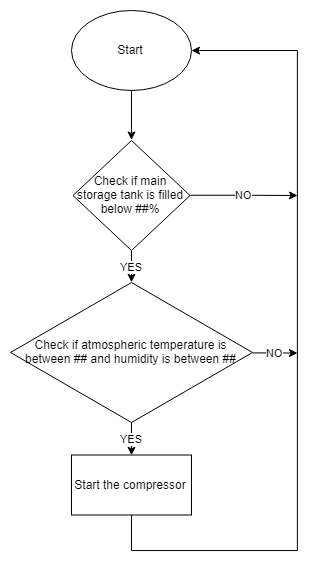 Start
Check if main
storage tank is filled
below ##%
NO
YES
Check if atmospheric temperature is
between ## and humidity is between ##
NO
YES
Start the compressor